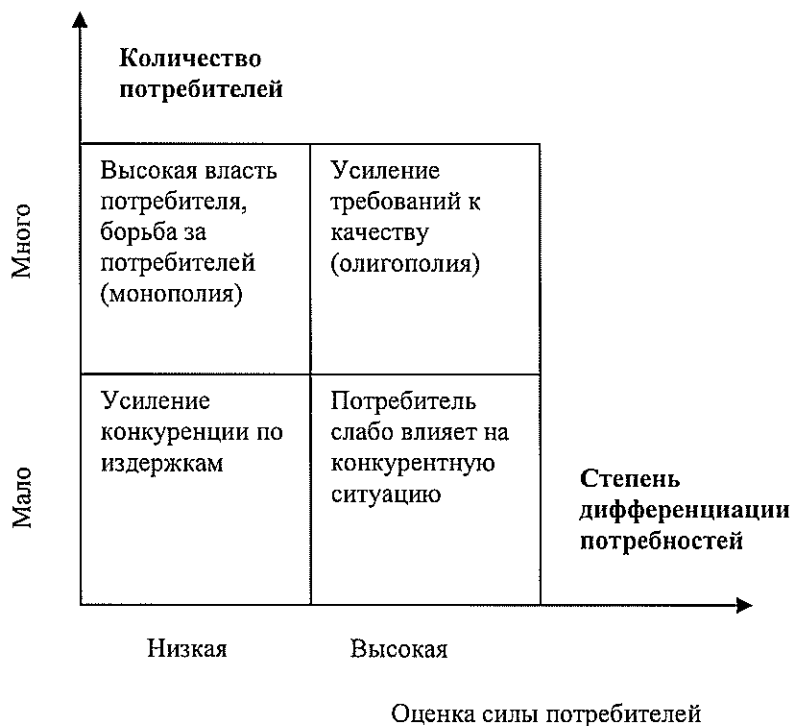 Количество
потребителей
Много
Высокая власть
потребителя,
борьба за
потребителей
(монополия)
Усиление
требований к
качеству
(олигополия)
Мало
Усиление
конкуренции по
издержкам
Потребитель
слабо влияет на
конкурентную
ситуацию
Степень
дифференциации
потребностей
Низкая
Высокая
Оценка силы потребителей